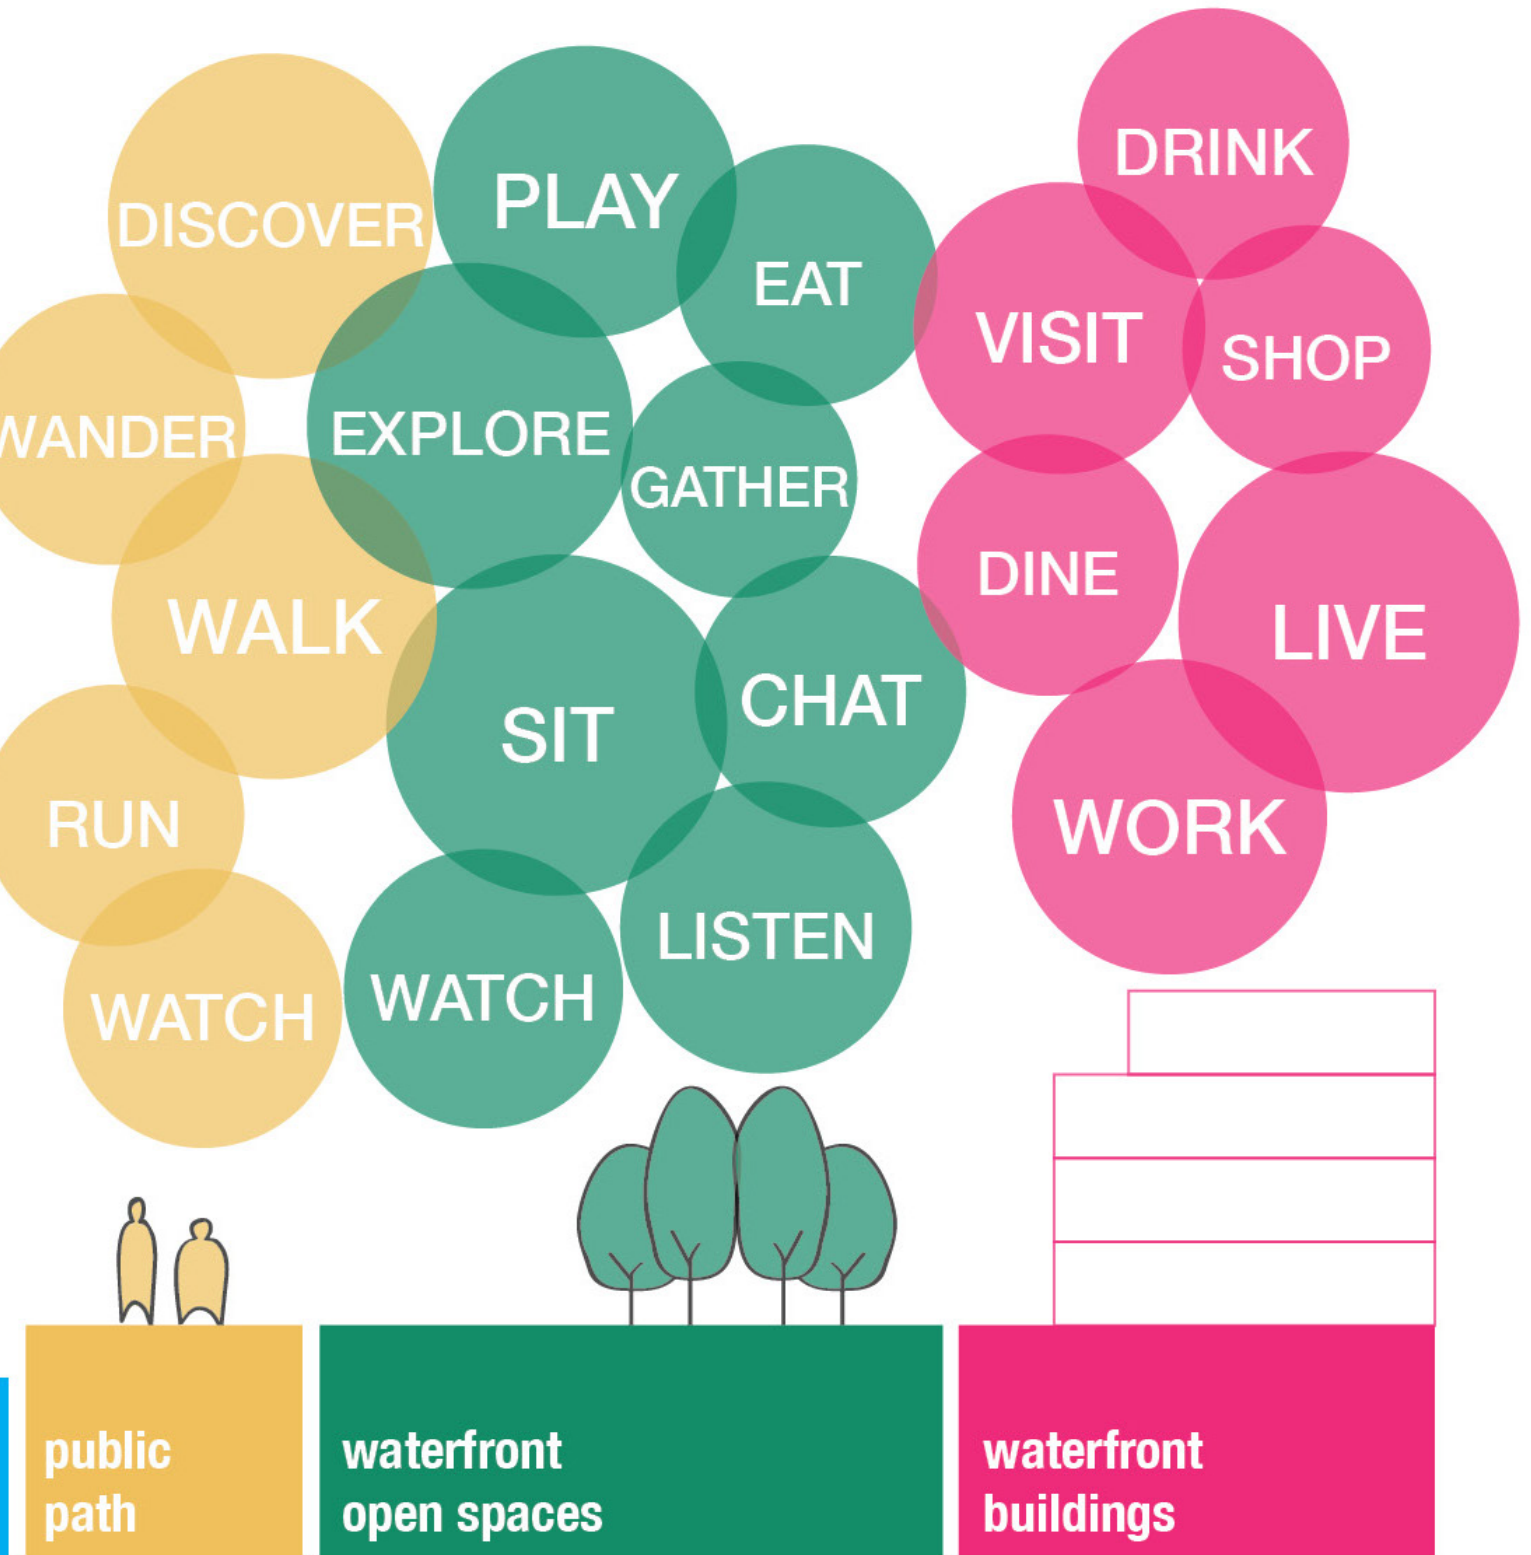 DISCOVER
WANDER
WALK
RUN
WATCH
PLAY
EAT
EXPLORE
GATHER
SIT
CHAT
WATCH
LISTEN
DRINK
VISIT
SHOP
DINE
LIVE
WORK
public
path
waterfront
open spaces
waterfront
buildings